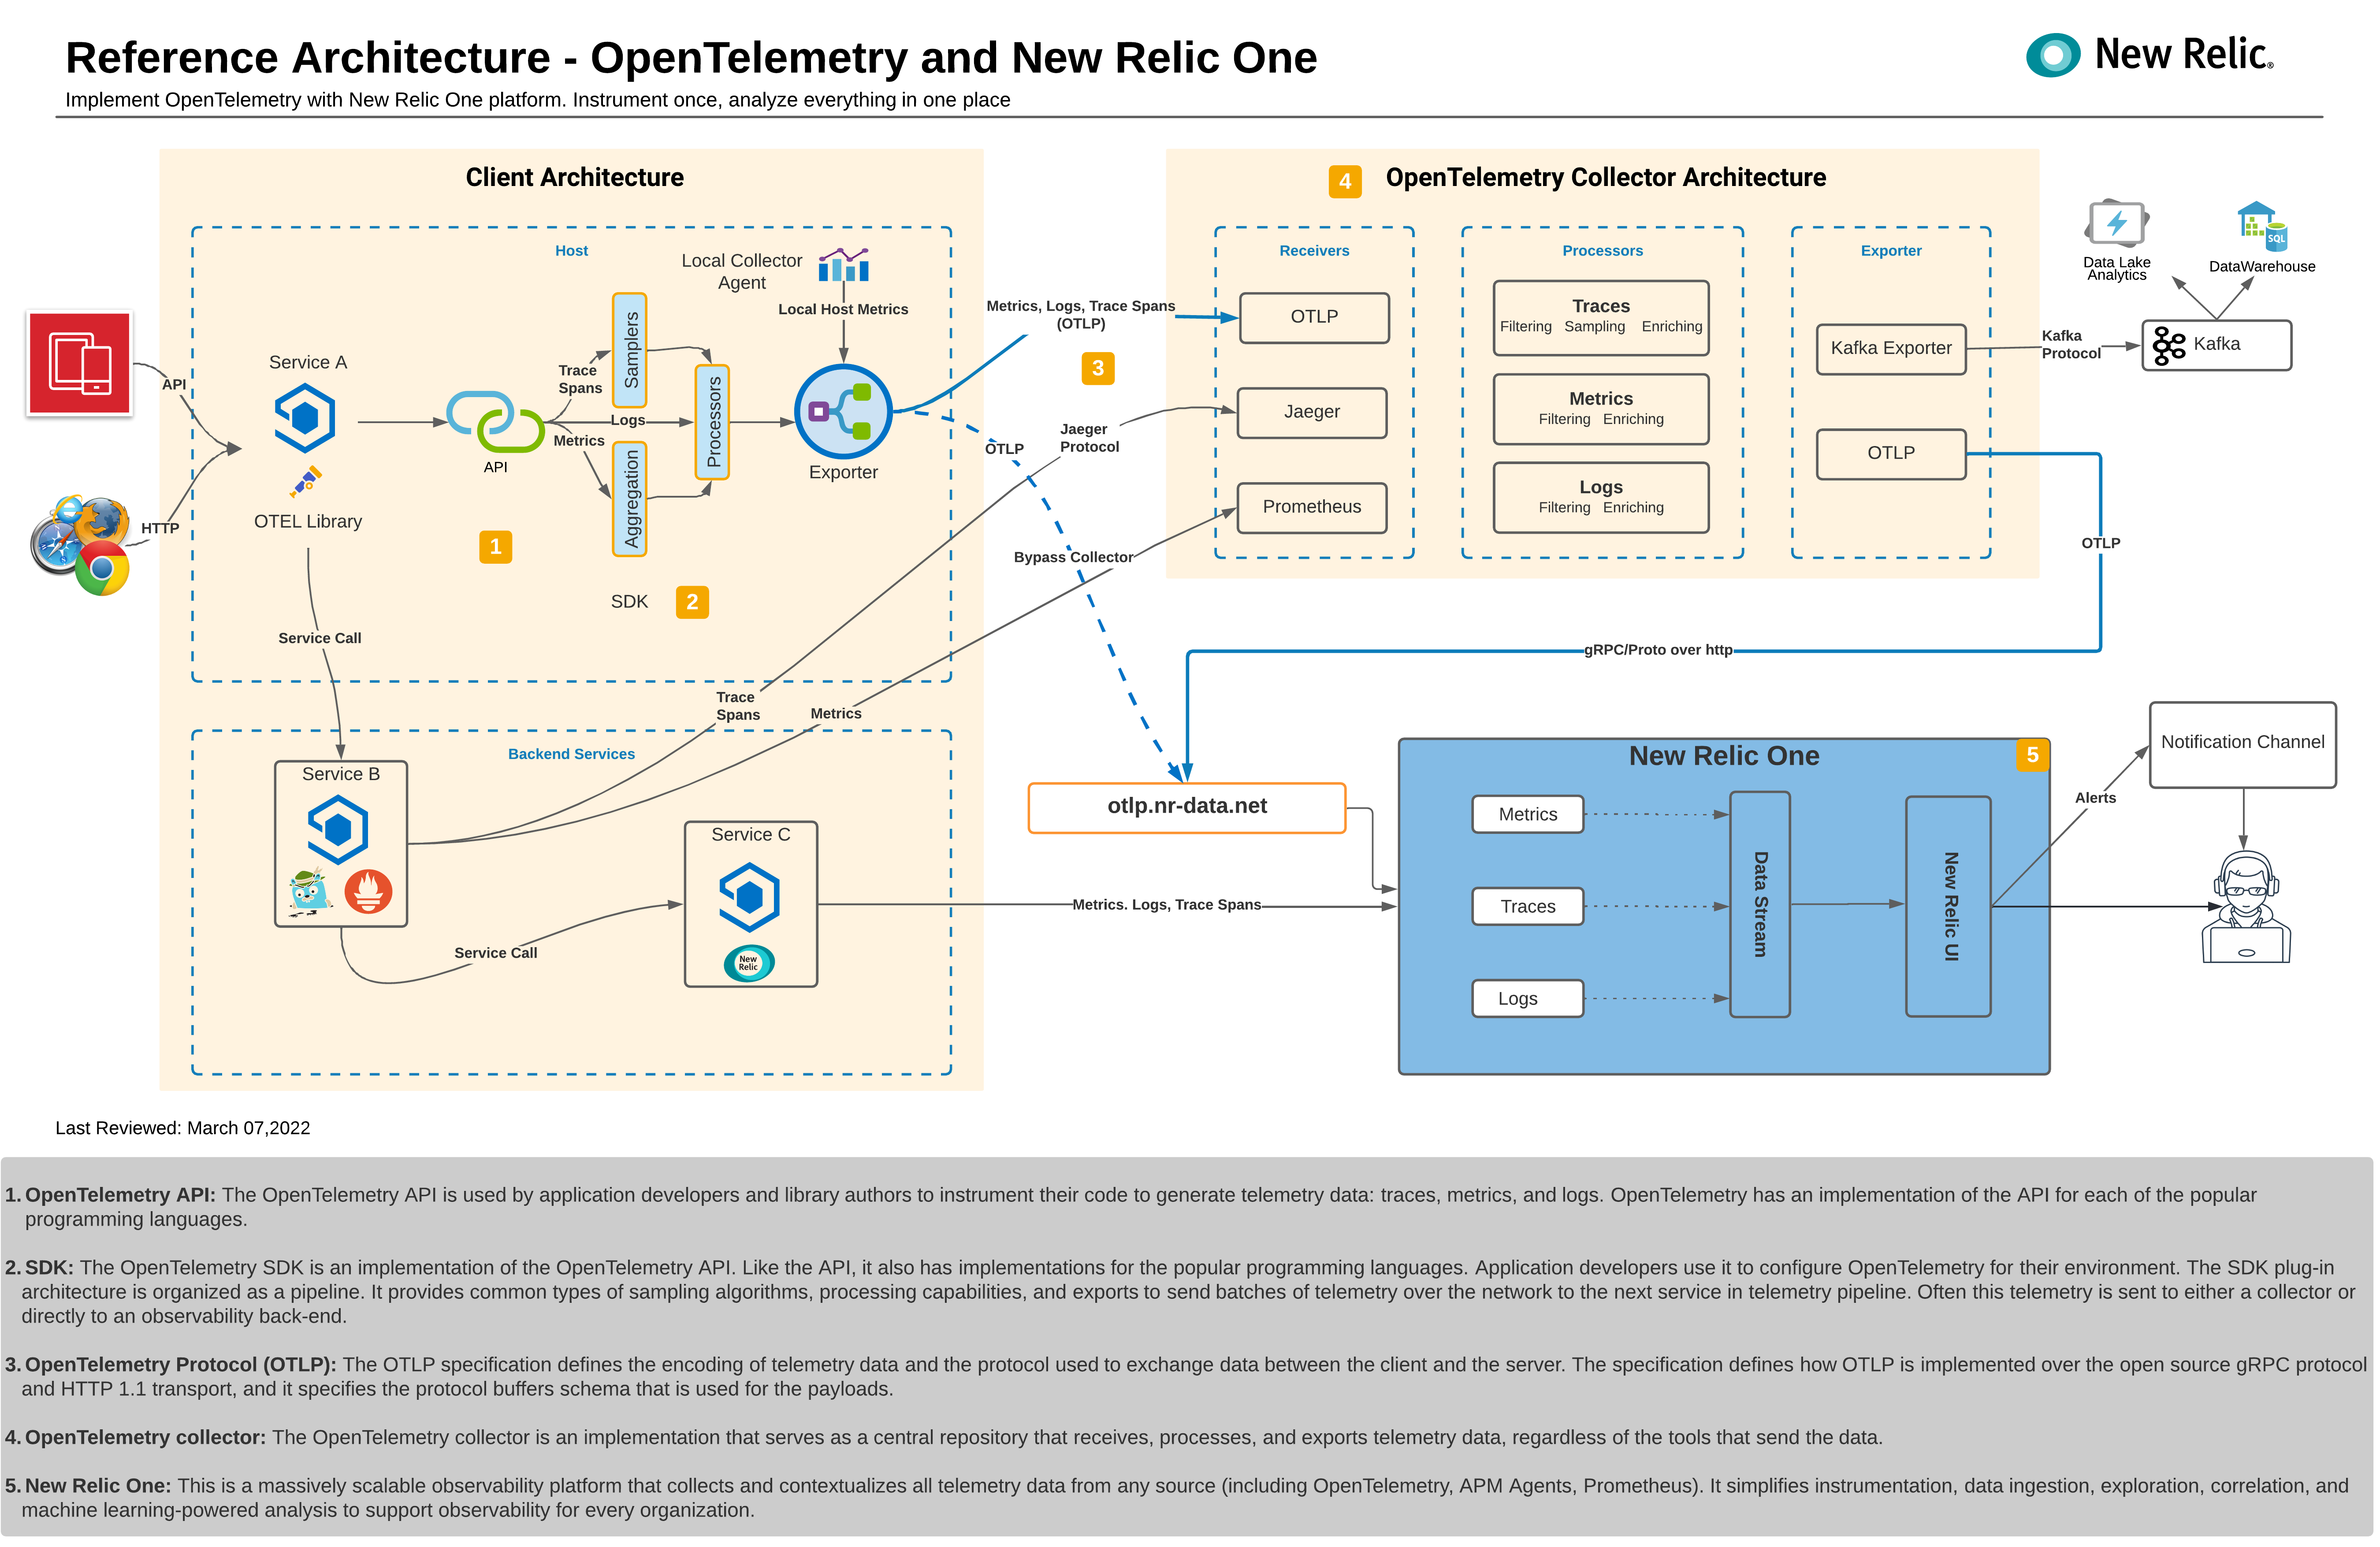 Reference Architecture - OpenTelemetry and New Relic One
New Relic®
Implement OpenTelemetry with New Relic One platform. Instrument once, analyze everything in one place
Client Architecture
Host
Local Collector
Agent
Local Host Metrics
API
HTTP
Service A
OTEL Library
API
Trace
Spans
Logs
Metrics
Samplers
Aggregation
Processors
Exporter
1
SDK
2
Service Call
Backend Services
Service B
Service Call
Service C
New
Relic
Trace
Spans
Metrics
Metrics, Logs, Trace Spans
(OTLP)
3
OTLP
Jaeger
Protocol
Bypass Collector
4
OpenTelemetry Collector Architecture
Receivers
OTLP
Jaeger
Prometheus
Processors
Traces
Filtering Sampling Enriching
Metrics
Filtering Enriching
Logs
Filtering Enriching
Exporter
Kafka Exporter
OTLP
Data Lake
Analytics
SQL
DataWarehouse
Kafka
Protocol
Kafka
OTLP
gRPC/Proto over http
otlp.nr-data.net
Metrics. Logs, Trace Spans
New Relic One
5
Metrics
Traces
Logs
Data Stream
New Relic UI
Alerts
Notification Channel
Last Reviewed: March 07,2022
1. OpenTelemetry API: The OpenTelemetry API is used by application developers and library authors to instrument their code to generate telemetry data: traces, metrics, and logs. OpenTelemetry has an implementation of the API for each of the popular
programming languages.
2. SDK: The OpenTelemetry SDK is an implementation of the OpenTelemetry API. Like the API, it also has implementations for the popular programming languages. Application developers use it to configure OpenTelemetry for their environment. The SDK plug-in
architecture is organized as a pipeline. It provides common types of sampling algorithms, processing capabilities, and exports to send batches of telemetry over the network to the next service in telemetry pipeline. Often this telemetry is sent to either a collector or
directly to an observability back-end.
3. OpenTelemetry Protocol (OTLP): The OTLP specification defines the encoding of telemetry data and the protocol used to exchange data between the client and the server. The specification defines how OTLP is implemented over the open source gRPC protocol
and HTTP 1.1 transport, and it specifies the protocol buffers schema that is used for the payloads.
4. OpenTelemetry collector: The OpenTelemetry collector is an implementation that serves as a central repository that receives, processes, and exports telemetry data, regardless of the tools that send the data.
5. New Relic One: This is a massively scalable observability platform that collects and contextualizes all telemetry data from any source (including OpenTelemetry, APM Agents, Prometheus). It simplifies instrumentation, data ingestion, exploration, correlation, and
machine learning-powered analysis to support observability for every organization.